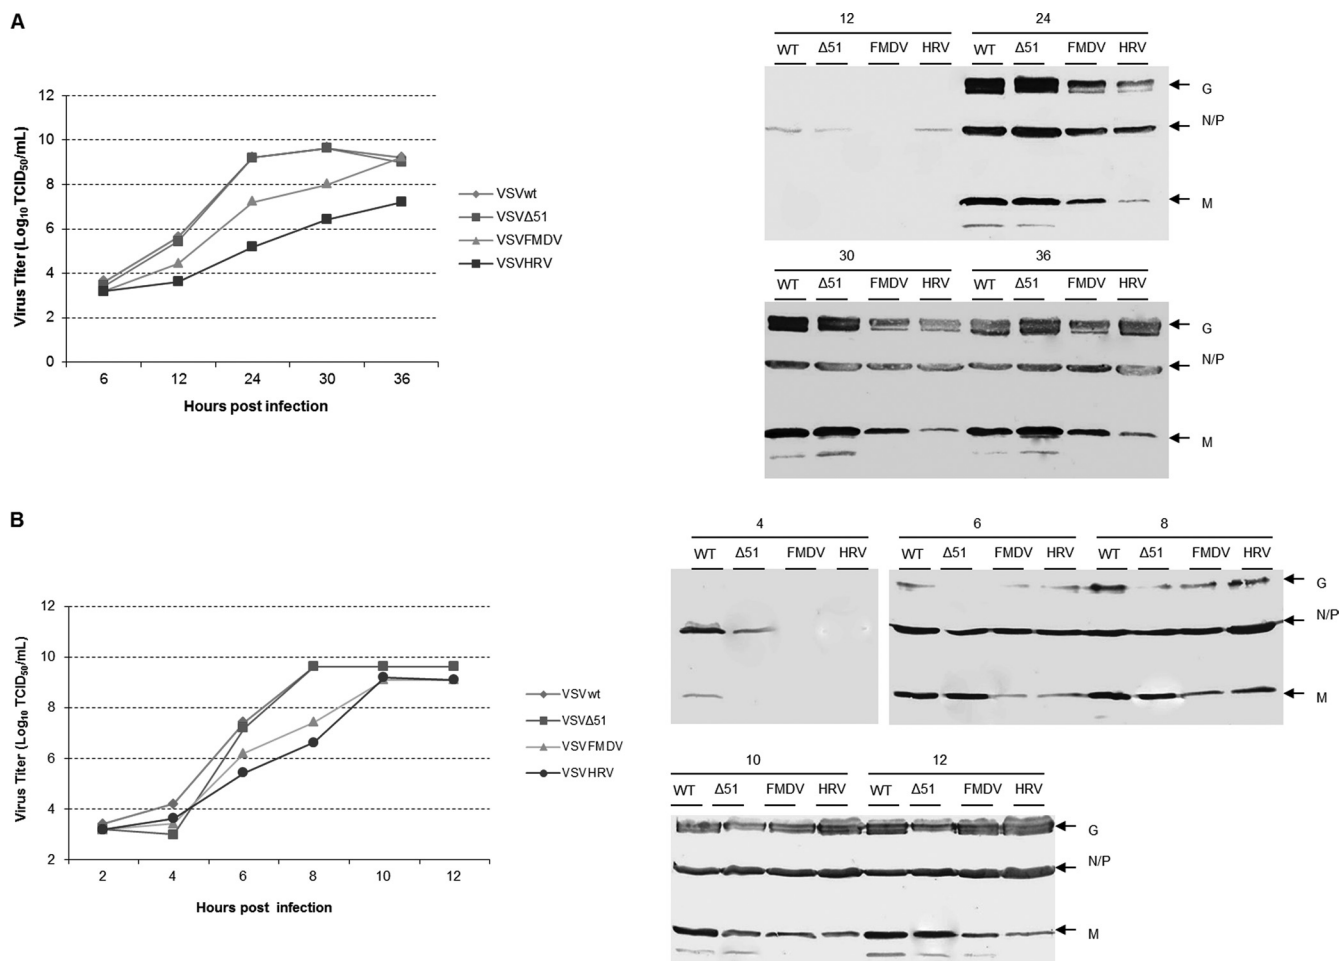 A
12
24
WT Δ51 FMDV HRV WT Δ51 FMDV HRV
G
N/P
M
30
36
WT Δ51 FMDV HRV WT Δ51 FMDV HRV
G
N/P
M
Virus Titer (Log10 TCID50/mL)
12
10
8
6
4
2
0
6 12 24 30 36
Hours post infection
VSVwt
VSVΔ51
VSVFMDV
VSVHRV
B
4
6
8
WT Δ51 FMDV HRV WT Δ51 FMDV HRV WT Δ51 FMDV HRV
G
N/P
M
10
12
WT Δ51 FMDV HRV WT Δ51 FMDV HRV
G
N/P
M
Virus Titer (Log10 TCID50/mL)
12
10
8
6
4
2
2 4 6 8 10 12
Hours post infection
VSVwt
VSVΔ51
VSVFMDV
VSVHRV